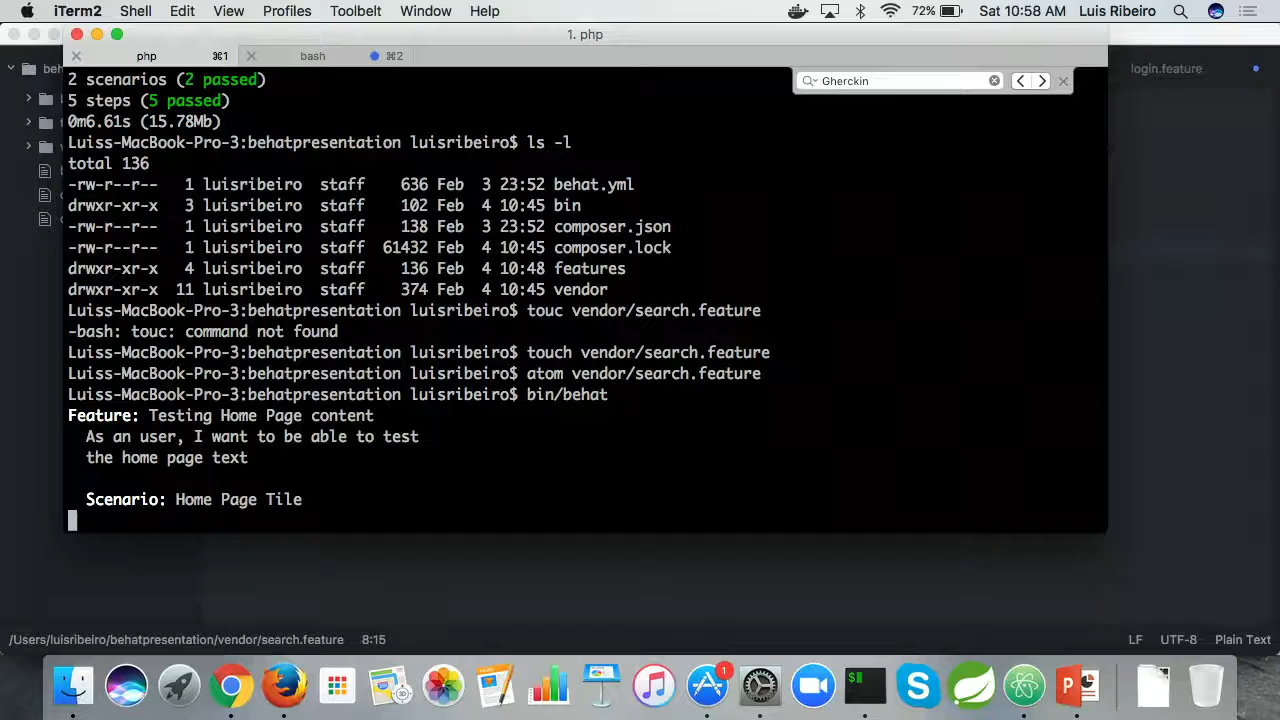 iTerm2 Shell Edit View Profiles Toolbelt Window Help 72% Sat 10:58 AM Luis Ribeiro
1. php
php ⌘1 bash ⌘2
login.feature
beh
Gherckin
2 scenarios (2 passed)
5 steps (5 passed)
0m6.61s (15.78Mb)
Luiss-MacBook-Pro-3:behatpresentation luisribeiro$ ls -l
total 136
-rw-r--r-- 1 luisribeiro staff 636 Feb 3 23:52 behat.yml
drwxr-xr-x 3 luisribeiro staff 102 Feb 4 10:45 bin
-rw-r--r-- 1 luisribeiro staff 138 Feb 3 23:52 composer.json
-rw-r--r-- 1 luisribeiro staff 61432 Feb 4 10:45 composer.lock
drwxr-xr-x 4 luisribeiro staff 136 Feb 4 10:48 features
drwxr-xr-x 11 luisribeiro staff 374 Feb 4 10:45 vendor
Luiss-MacBook-Pro-3:behatpresentation luisribeiro$ touc vendor/search.feature
-bash: touc: command not found
Luiss-MacBook-Pro-3:behatpresentation luisribeiro$ touch vendor/search.feature
Luiss-MacBook-Pro-3:behatpresentation luisribeiro$ atom vendor/search.feature
Luiss-MacBook-Pro-3:behatpresentation luisribeiro$ bin/behat
Feature: Testing Home Page content
As an user, I want to be able to test
the home page text
Scenario: Home Page Tile
/Users/luisribeiro/behatpresentation/vendor/search.feature 8:15 LF UTF-8 Plain Text
1